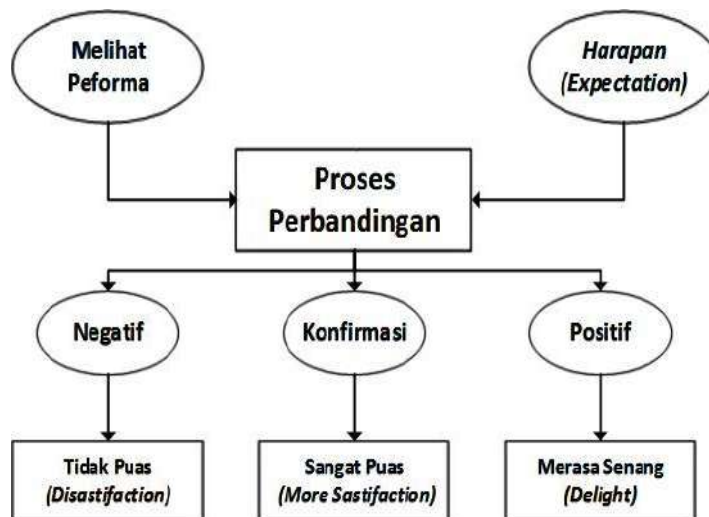 Melihat
Peforma
Harapan
(Expectation)
Proses
Perbandingan
Negatif
Konfirmasi
Positif
Tidak Puas
(Disastifaction)
Sangat Puas
(More Sastifaction)
Merasa Senang
(Delight)